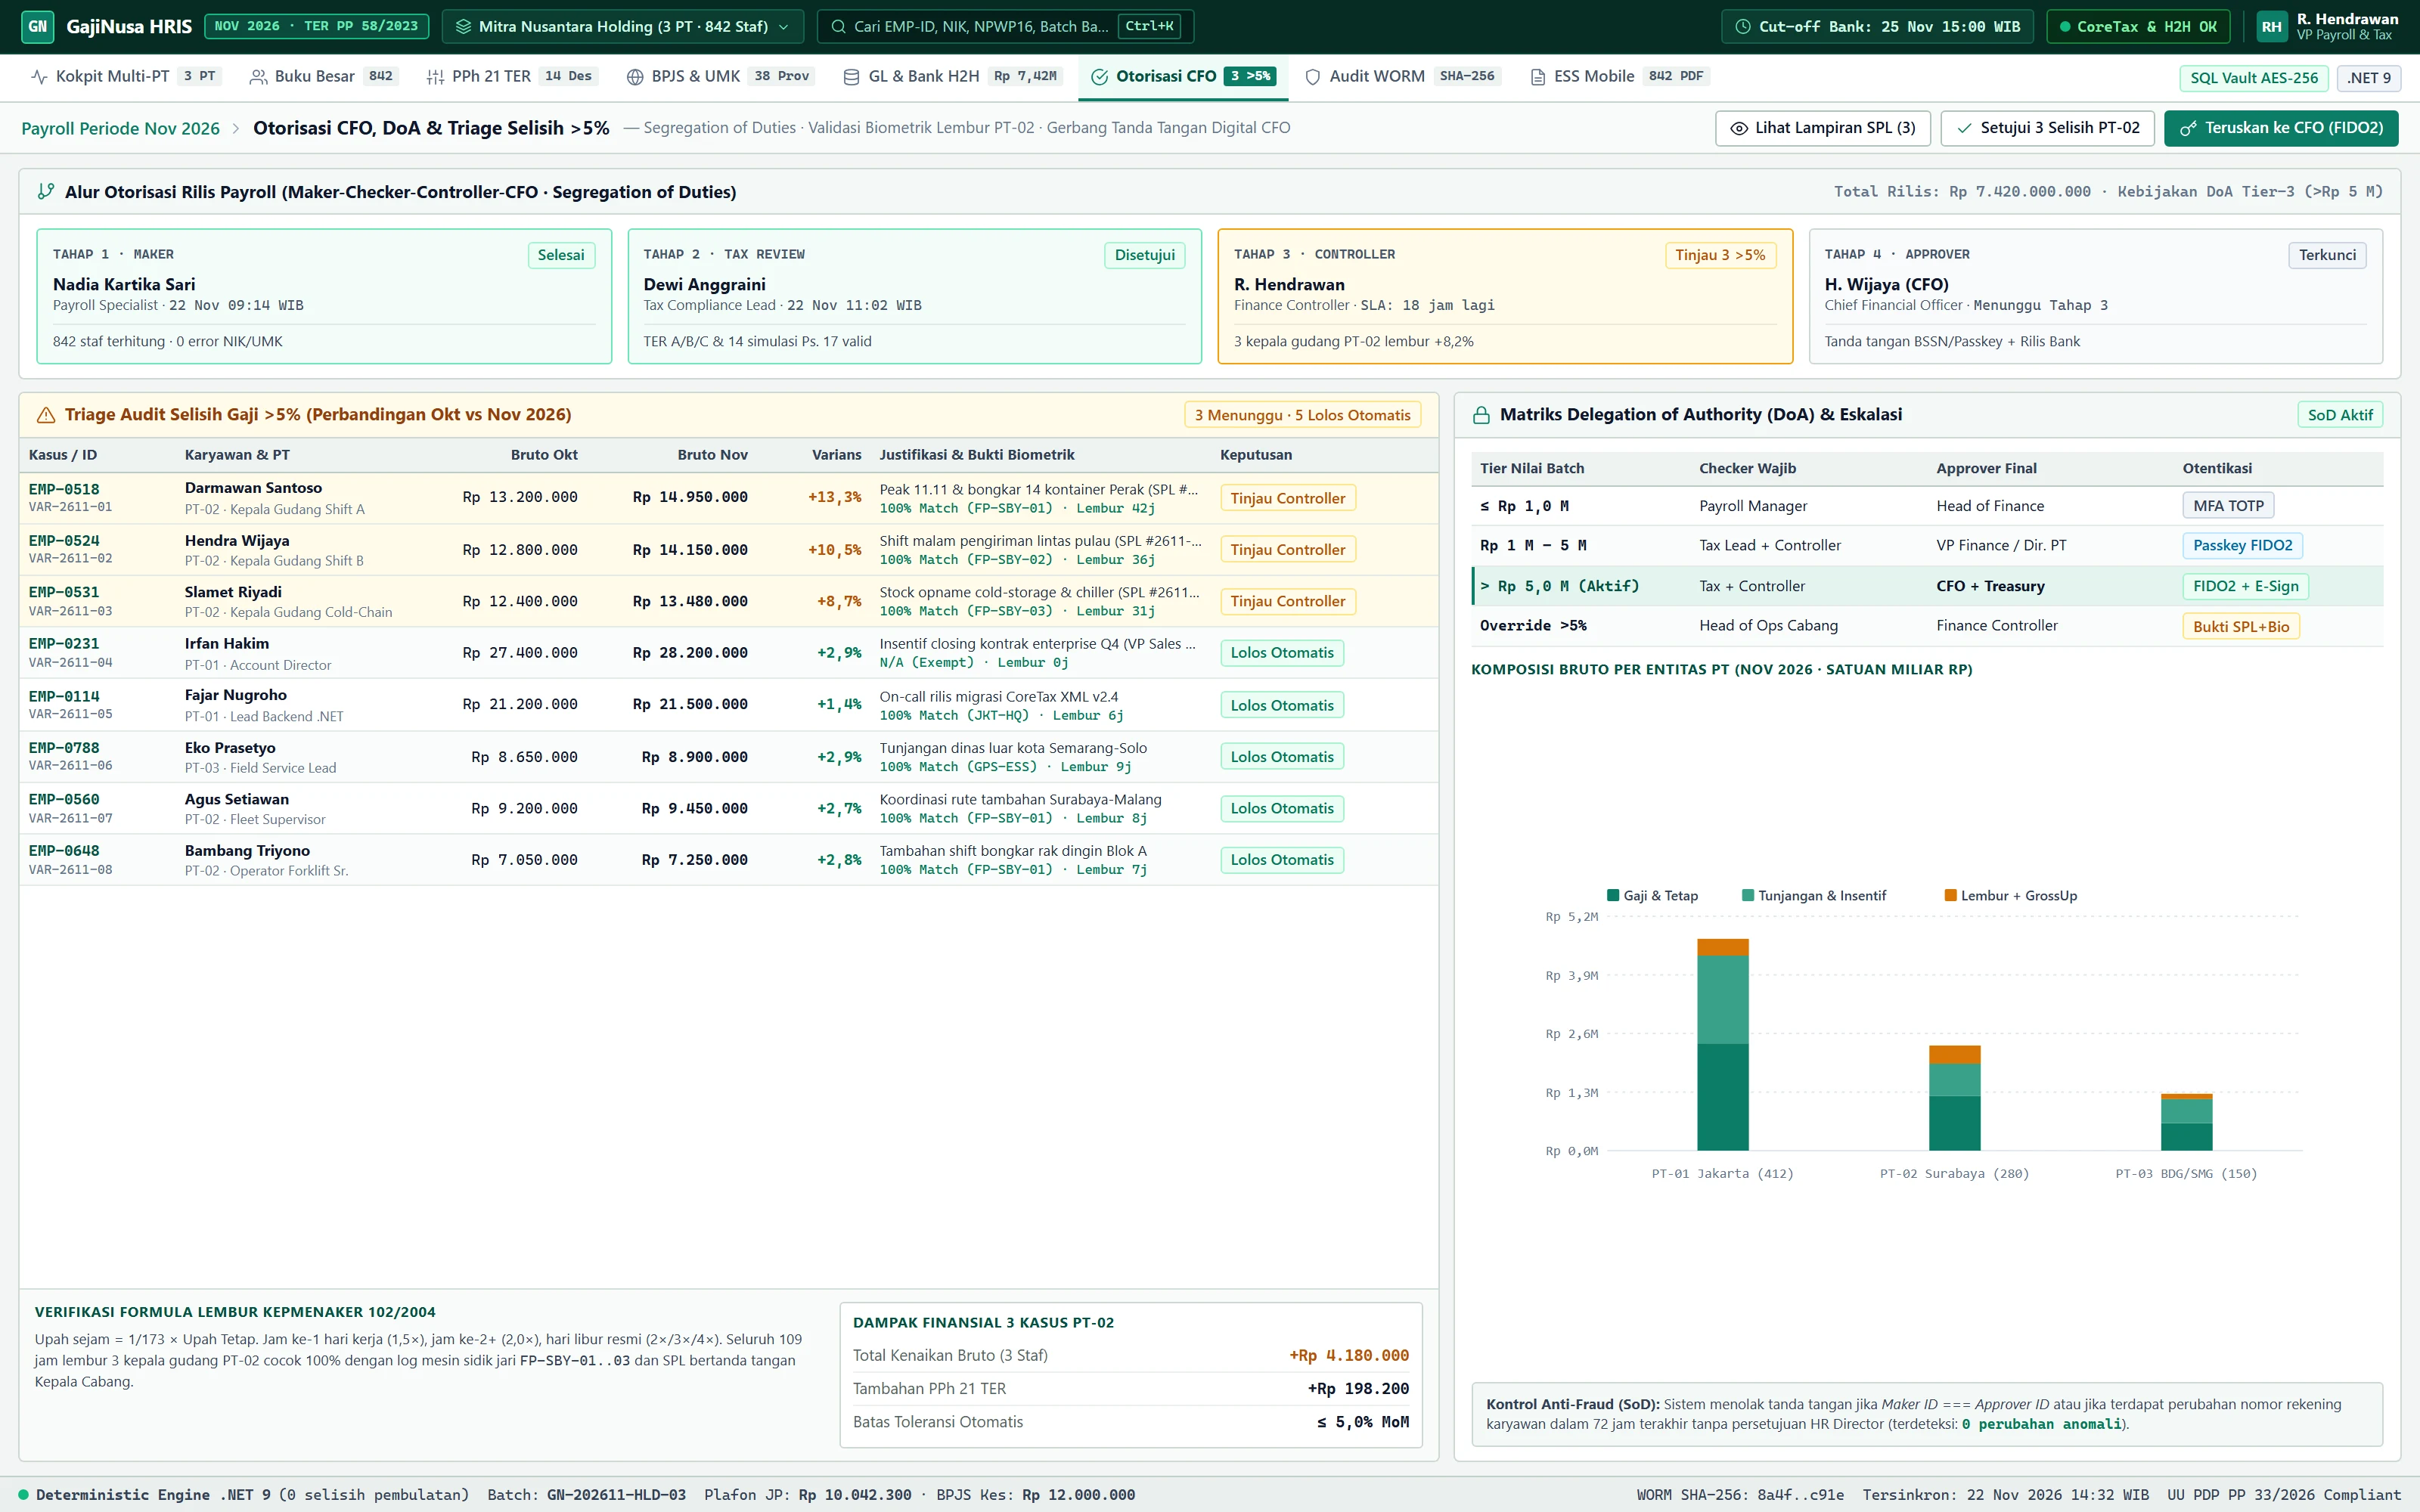 GN GajiNusa HRIS NOV 2026 · TER PP 58/2023 Mitra Nusantara Holding (3 PT · 842 Staf) Cari EMP-ID, NIK, NPWP16, Batch Ba... Ctrl+K Cut-off Bank: 25 Nov 15:00 WIB CoreTax & H2H OK RH R. Hendrawan
VP Payroll & Tax
Kokpit Multi-PT 3 PT Buku Besar 842 PPh 21 TER 14 Des BPJS & UMK 38 Prov GL & Bank H2H Rp 7,42M Otorisasi CFO 3 >5% Audit WORM SHA-256 ESS Mobile 842 PDF SQL Vault AES-256 .NET 9
Payroll Periode Nov 2026 > Otorisasi CFO, DoA & Triage Selisih >5% — Segregation of Duties · Validasi Biometrik Lembur PT-02 · Gerbang Tanda Tangan Digital CFO Lihat Lampiran SPL (3) Setujui 3 Selisih PT-02 Teruskan ke CFO (FIDO2)
Alur Otorisasi Rilis Payroll (Maker-Checker-Controller-CFO · Segregation of Duties) Total Rilis: Rp 7.420.000.000 · Kebijakan DoA Tier-3 (>Rp 5 M)
TAHAP 1 · MAKER Selesai
Nadia Kartika Sari
Payroll Specialist · 22 Nov 09:14 WIB
842 staf terhitung · 0 error NIK/UMK
TAHAP 2 · TAX REVIEW Disetujui
Dewi Anggraini
Tax Compliance Lead · 22 Nov 11:02 WIB
TER A/B/C & 14 simulasi Ps. 17 valid
TAHAP 3 · CONTROLLER Tinjau 3 >5%
R. Hendrawan
Finance Controller · SLA: 18 jam lagi
3 kepala gudang PT-02 lembur +8,2%
TAHAP 4 · APPROVER Terkunci
H. Wijaya (CFO)
Chief Financial Officer · Menunggu Tahap 3
Tanda tangan BSSN/Passkey + Rilis Bank
Triage Audit Selisih Gaji >5% (Perbandingan Okt vs Nov 2026) 3 Menunggu · 5 Lolos Otomatis
Kasus / ID Karyawan & PT Bruto Okt Bruto Nov Varians Justifikasi & Bukti Biometrik Keputusan
EMP-0518 Darmawan Santoso Rp 13.200.000 Rp 14.950.000 +13,3% Peak 11.11 & bongkar 14 kontainer Perak (SPL #... Tinjau Controller
VAR-2611-01 PT-02 · Kepala Gudang Shift A 100% Match (FP-SBY-01) · Lembur 42j
EMP-0524 Hendra Wijaya Rp 12.800.000 Rp 14.150.000 +10,5% Shift malam pengiriman lintas pulau (SPL #2611-... Tinjau Controller
VAR-2611-02 PT-02 · Kepala Gudang Shift B 100% Match (FP-SBY-02) · Lembur 36j
EMP-0531 Slamet Riyadi Rp 12.400.000 Rp 13.480.000 +8,7% Stock opname cold-storage & chiller (SPL #2611... Tinjau Controller
VAR-2611-03 PT-02 · Kepala Gudang Cold-Chain 100% Match (FP-SBY-03) · Lembur 31j
EMP-0231 Irfan Hakim Rp 27.400.000 Rp 28.200.000 +2,9% Insentif closing kontrak enterprise Q4 (VP Sales ... Lolos Otomatis
VAR-2611-04 PT-01 · Account Director N/A (Exempt) · Lembur 0j
EMP-0114 Fajar Nugroho Rp 21.200.000 Rp 21.500.000 +1,4% On-call rilis migrasi CoreTax XML v2.4 Lolos Otomatis
VAR-2611-05 PT-01 · Lead Backend .NET 100% Match (JKT-HQ) · Lembur 6j
EMP-0788 Eko Prasetyo Rp 8.650.000 Rp 8.900.000 +2,9% Tunjangan dinas luar kota Semarang-Solo Lolos Otomatis
VAR-2611-06 PT-03 · Field Service Lead 100% Match (GPS-ESS) · Lembur 9j
EMP-0560 Agus Setiawan Rp 9.200.000 Rp 9.450.000 +2,7% Koordinasi rute tambahan Surabaya-Malang Lolos Otomatis
VAR-2611-07 PT-02 · Fleet Supervisor 100% Match (FP-SBY-01) · Lembur 8j
EMP-0648 Bambang Triyono Rp 7.050.000 Rp 7.250.000 +2,8% Tambahan shift bongkar rak dingin Blok A Lolos Otomatis
VAR-2611-08 PT-02 · Operator Forklift Sr. 100% Match (FP-SBY-01) · Lembur 7j
VERIFIKASI FORMULA LEMBUR KEPMENAKER 102/2004
Upah sejam = 1/173 × Upah Tetap. Jam ke-1 hari kerja (1,5×), jam ke-2+ (2,0×), hari libur resmi (2×/3×/4×). Seluruh 109
jam lembur 3 kepala gudang PT-02 cocok 100% dengan log mesin sidik jari FP-SBY-01..03 dan SPL bertanda tangan
Kepala Cabang.
DAMPAK FINANSIAL 3 KASUS PT-02
Total Kenaikan Bruto (3 Staf) +Rp 4.180.000
Tambahan PPh 21 TER +Rp 198.200
Batas Toleransi Otomatis ≤ 5,0% MoM
Matriks Delegation of Authority (DoA) & Eskalasi SoD Aktif
Tier Nilai Batch Checker Wajib Approver Final Otentikasi
≤ Rp 1,0 M Payroll Manager Head of Finance MFA TOTP
Rp 1 M – 5 M Tax Lead + Controller VP Finance / Dir. PT Passkey FIDO2
> Rp 5,0 M (Aktif) Tax + Controller CFO + Treasury FIDO2 + E-Sign
Override >5% Head of Ops Cabang Finance Controller Bukti SPL+Bio
KOMPOSISI BRUTO PER ENTITAS PT (NOV 2026 · SATUAN MILIAR RP)
Gaji & Tetap Tunjangan & Insentif Lembur + GrossUp
Rp 5,2M
Rp 3,9M
Rp 2,6M
Rp 1,3M
Rp 0,0M
PT-01 Jakarta (412) PT-02 Surabaya (280) PT-03 BDG/SMG (150)
Kontrol Anti-Fraud (SoD): Sistem menolak tanda tangan jika Maker ID === Approver ID atau jika terdapat perubahan nomor rekening
karyawan dalam 72 jam terakhir tanpa persetujuan HR Director (terdeteksi: 0 perubahan anomali).
Deterministic Engine .NET 9 (0 selisih pembulatan) Batch: GN-202611-HLD-03 Plafon JP: Rp 10.042.300 · BPJS Kes: Rp 12.000.000 WORM SHA-256: 8a4f..c91e Tersinkron: 22 Nov 2026 14:32 WIB UU PDP PP 33/2026 Compliant